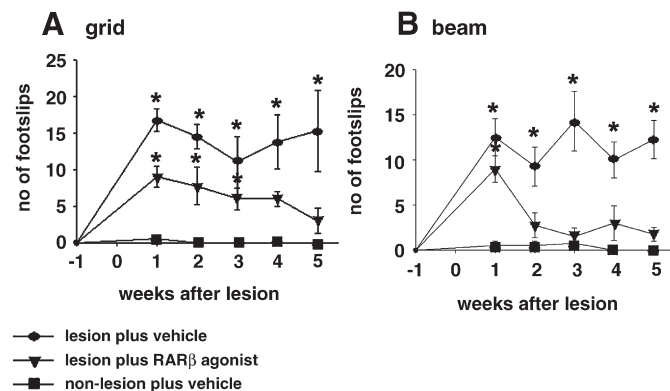 A grid
no of footslips
25
20
15
10
5
0
* * * * *
* * *
-1 0 1 2 3 4 5
weeks after lesion
B beam
no of footslips
20
15
10
5
0
* * * * *
*
-1 0 1 2 3 4 5
weeks after lesion
lesion plus vehicle
lesion plus RARβ agonist
non-lesion plus vehicle